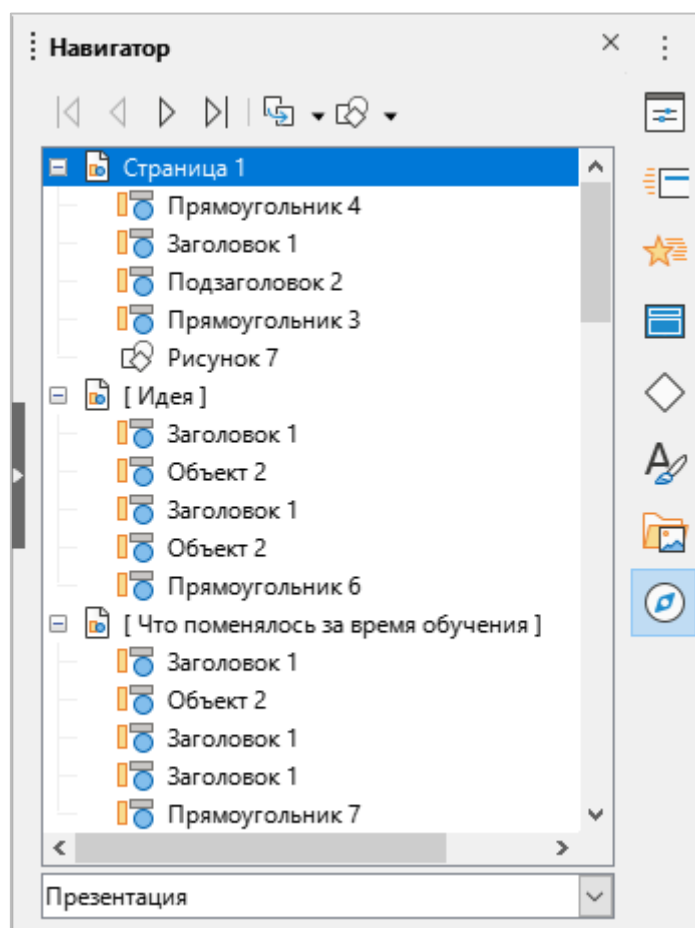 Навигатор
Страница 1
Прямоугольник 4
Заголовок 1
Подзаголовок 2
Прямоугольник 3
Рисунок 7
[ Идея ]
Заголовок 1
Объект 2
Заголовок 1
Объект 2
Прямоугольник 6
[ Что поменялось за время обучения ]
Заголовок 1
Объект 2
Заголовок 1
Заголовок 1
Прямоугольник 7
Презентация